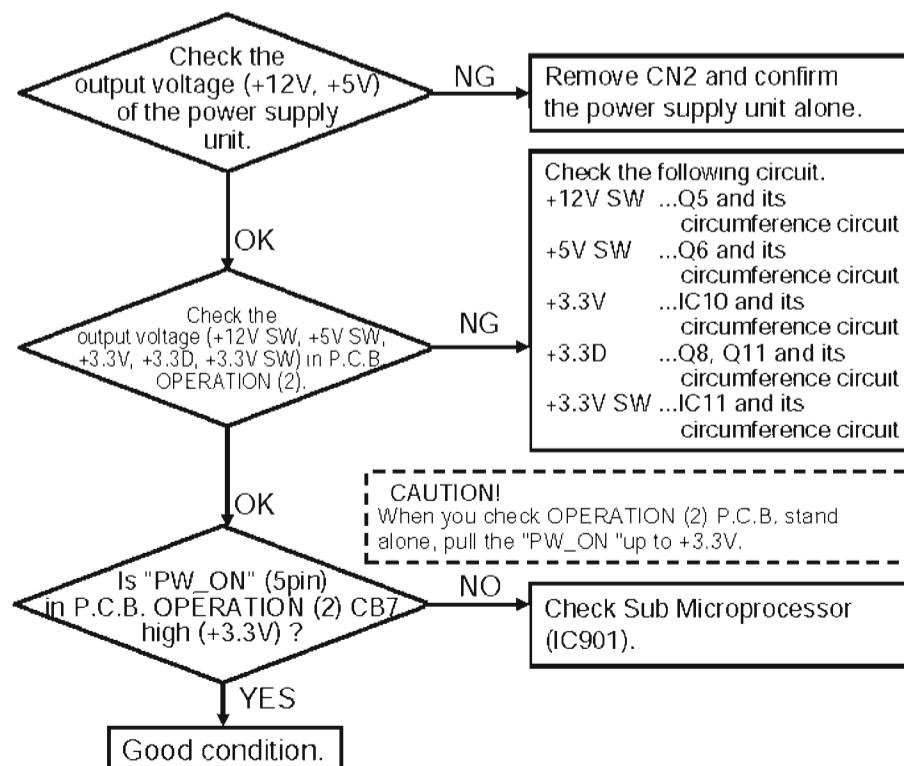 Check the
output voltage (+12V, +5V)
of the power supply
unit.
NG
Remove CN2 and confirm
the power supply unit alone.
OK
Check the
output voltage (+12V SW, +5V SW,
+3.3V, +3.3D, +3.3V SW) in P.C.B.
OPERATION (2).
NG
Check the following circuit.
+12V SW ...Q5 and its
circumference circuit
+5V SW ...Q6 and its
circumference circuit
+3.3V ...IC10 and its
circumference circuit
+3.3D ...Q8, Q11 and its
circumference circuit
+3.3V SW ...IC11 and its
circumference circuit
OK
CAUTION!
When you check OPERATION (2) P.C.B. stand
alone, pull the "PW_ON "up to +3.3V.
Is "PW_ON" (5pin)
in P.C.B. OPERATION (2) CB7
high (+3.3V) ?
NO
Check Sub Microprocessor
(IC901).
YES
Good condition.